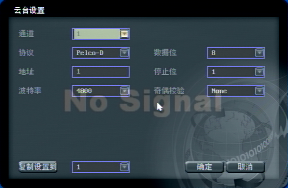 云台设置
通道 1
协议 Pelco-D 数据位 8
地址 1 停止位 1
波特率 4800 奇偶校验 None
No Signal
复制设置到 1 确定 取消